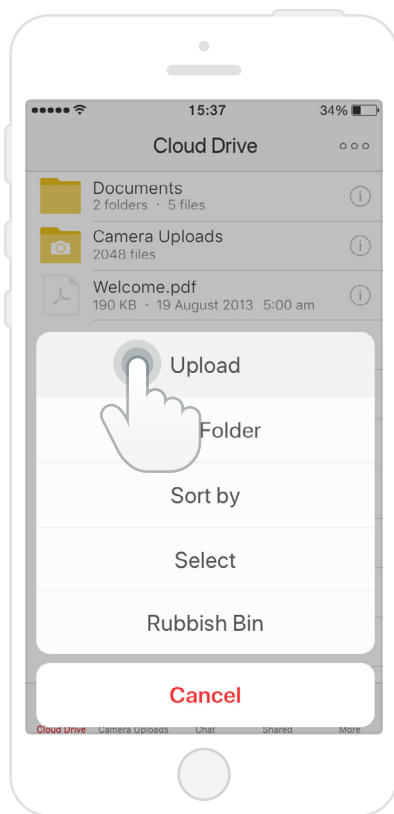 15:37 34%
Cloud Drive
Documents
2 folders · 5 files
Camera Uploads
2048 files
Welcome.pdf
190 KB · 19 August 2013 5:00 am
Upload
Folder
Sort by
Select
Rubbish Bin
Cancel
Cloud Drive Camera Uploads Chat Shared More